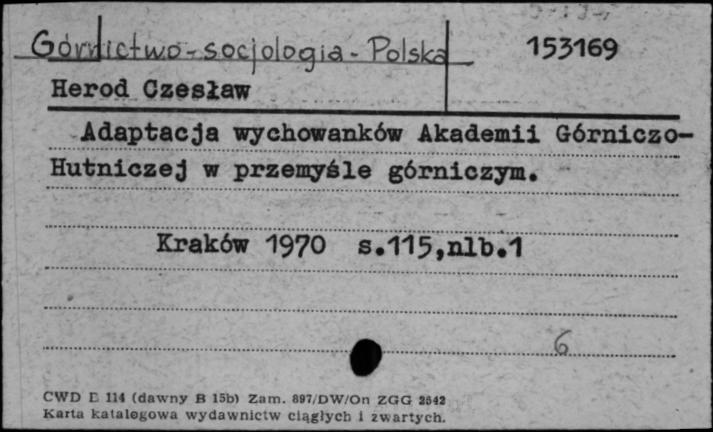 Górnictwo-socjologia-Polska 153169
Herod Czesław
Adaptacja wychowanków Akademii Górniczo-
Hutniczej w przemyśle górniczym.
Kraków 1970 s.115,nlb.1
6
CWD E 114 (dawny B 15b) Zam. 897/DW/On ZGG 2642
Karta katalogowa wydawnictw ciągłych i zwartych.